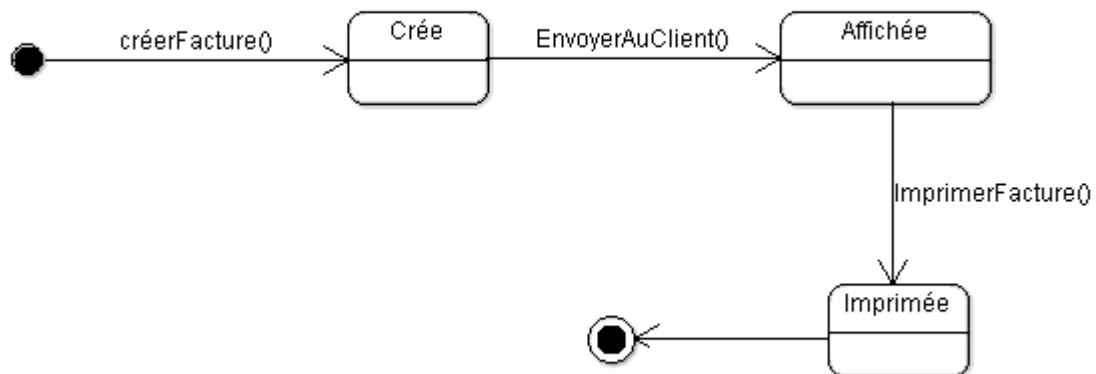 créerFacture()
Crée
EnvoyerAuClient()
Affichée
ImprimerFacture()
Imprimée